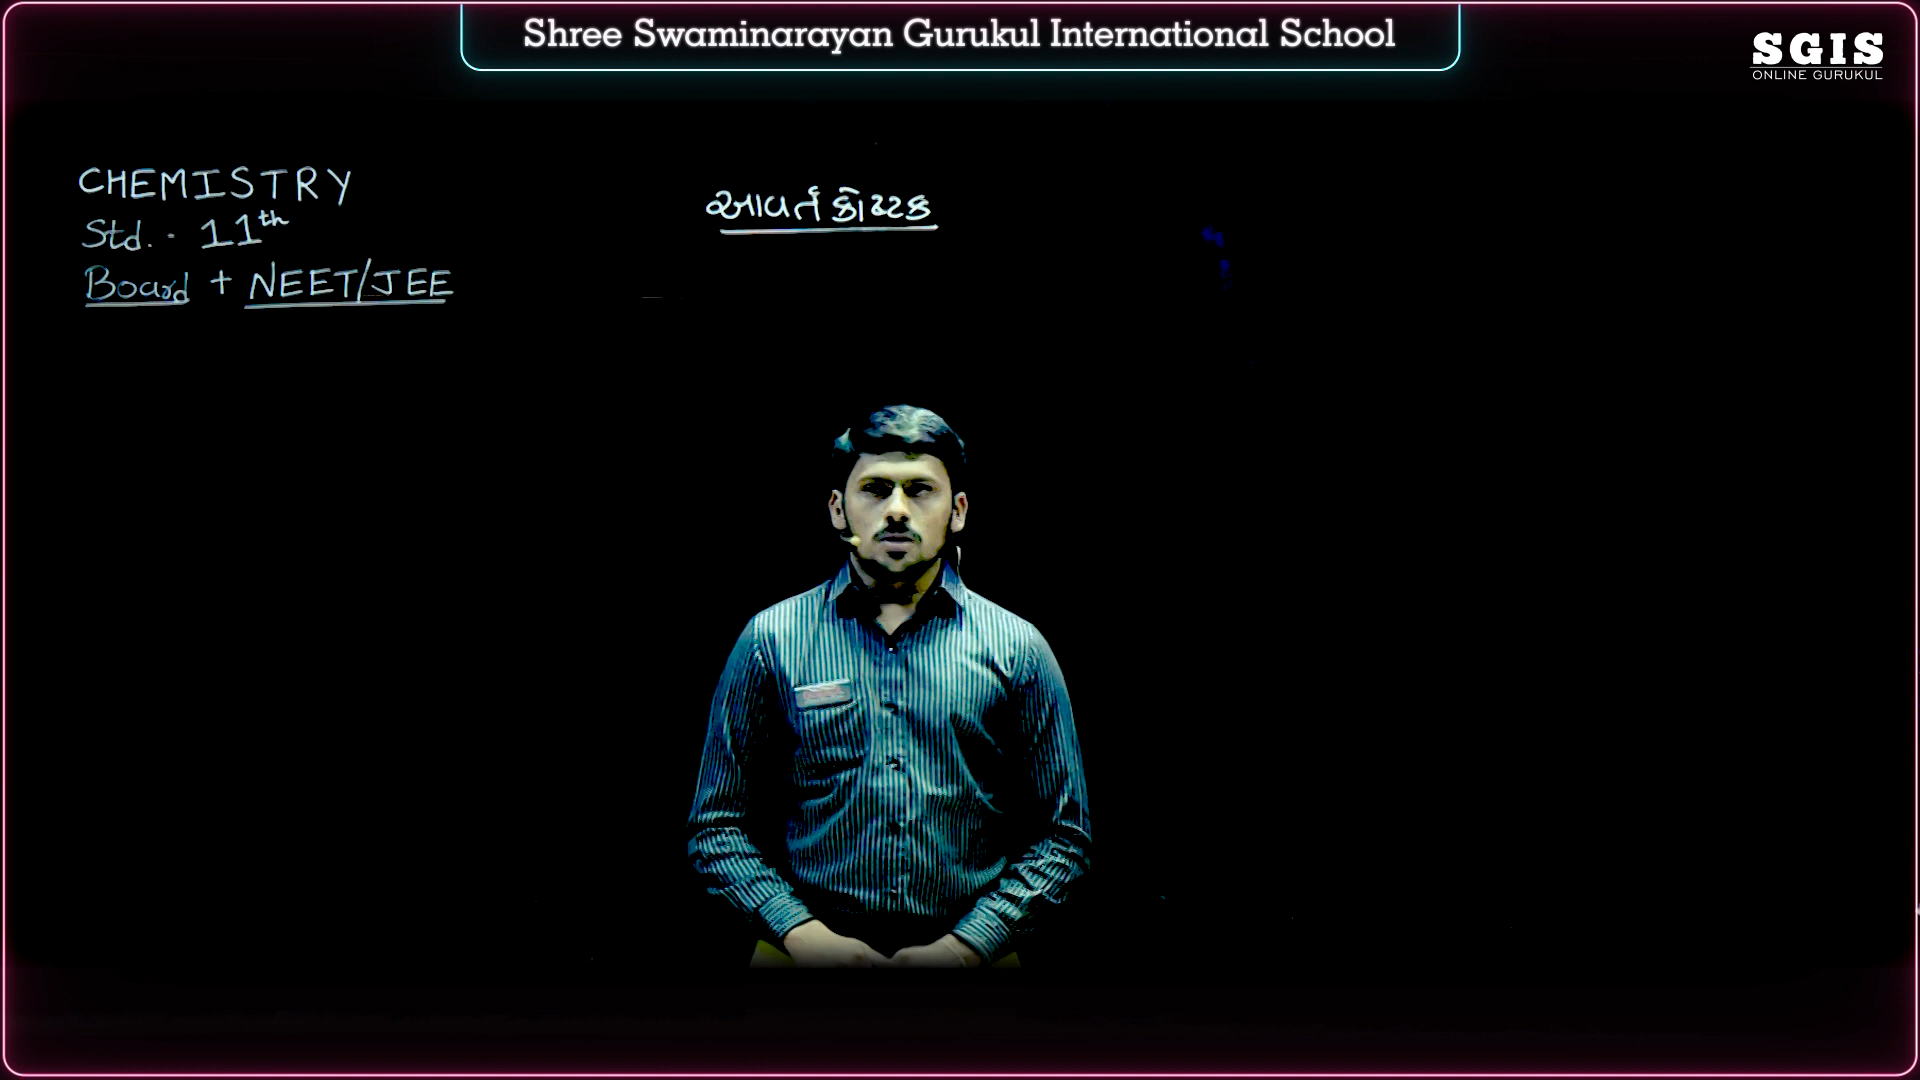 Shree Swaminarayan Gurukul International School
SGIS
ONLINE GURUKUL
CHEMISTRY
Std. - 11th
Board + NEET/JEE
આવર્ત કોષ્ટક